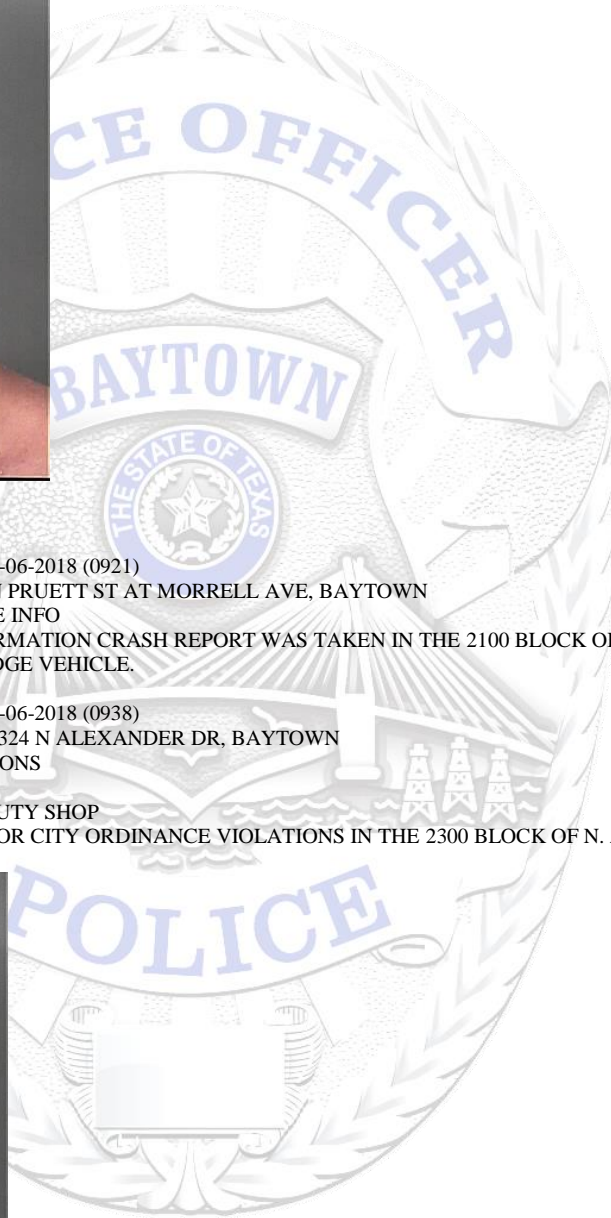 POLICE OFFICER
BAYTOWN
THE STATE OF TEXAS
-06-2018 (0921)
PRUETT ST AT MORRELL AVE, BAYTOWN
E INFO
RMATION CRASH REPORT WAS TAKEN IN THE 2100 BLOCK OF
DGE VEHICLE.
-06-2018 (0938)
324 N ALEXANDER DR, BAYTOWN
ONS
UTY SHOP
OR CITY ORDINANCE VIOLATIONS IN THE 2300 BLOCK OF N.
POLICE